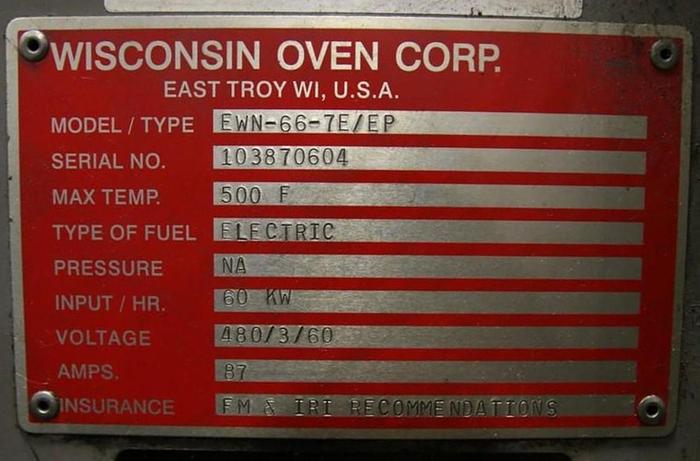 WISCONSIN OVEN CORP.
EAST TROY WI, U.S.A.
MODEL / TYPE EWN-66-7E/EP
SERIAL NO. 103870604
MAX TEMP. 500 F
TYPE OF FUEL ELECTRIC
PRESSURE NA
INPUT / HR. 60 KW
VOLTAGE 480/3/60
AMPS. 87
INSURANCE FM & IRI RECOMMENDATIONS